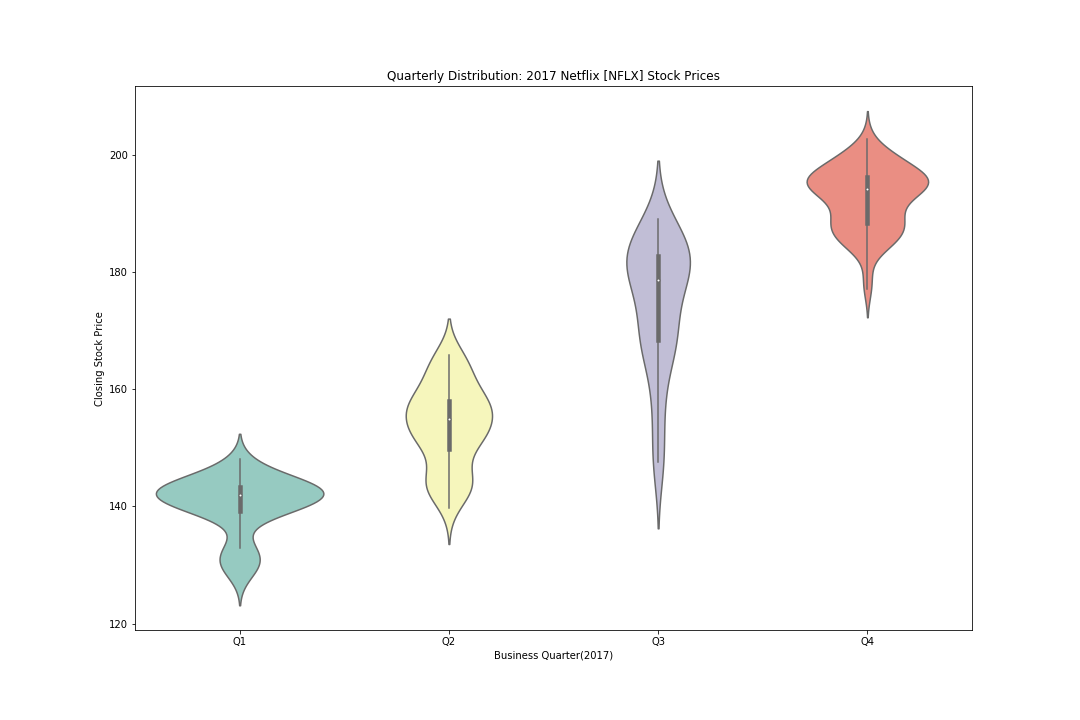 Quarterly Distribution: 2017 Netflix [NFLX] Stock Prices
200
180
160
140
120
Closing Stock Price
Q1 Q2 Q3 Q4
Business Quarter(2017)